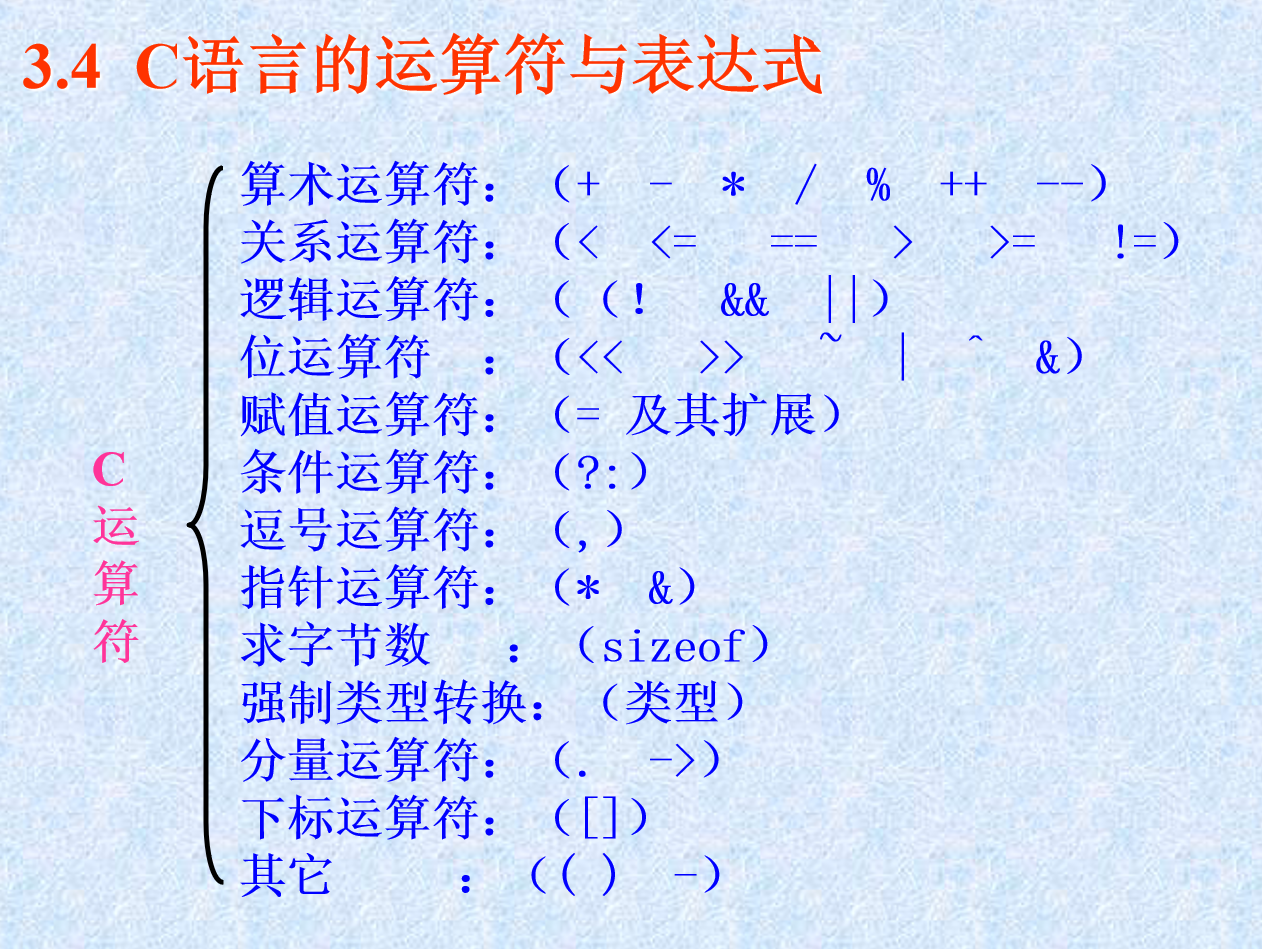 3.4 C语言的运算符与表达式
算术运算符：（+ - * / % ++ --）
关系运算符：（< <= == > >= !=）
逻辑运算符：（（! && ||）
位运算符 ：（<< >> ~ | ^ &）
赋值运算符：（= 及其扩展）
条件运算符：（?:）
逗号运算符：（,）
指针运算符：（* &）
求字节数 ：（sizeof）
强制类型转换：（类型）
分量运算符：（. ->）
下标运算符：（[]）
其它 ：（( ) -）
C
运
算
符